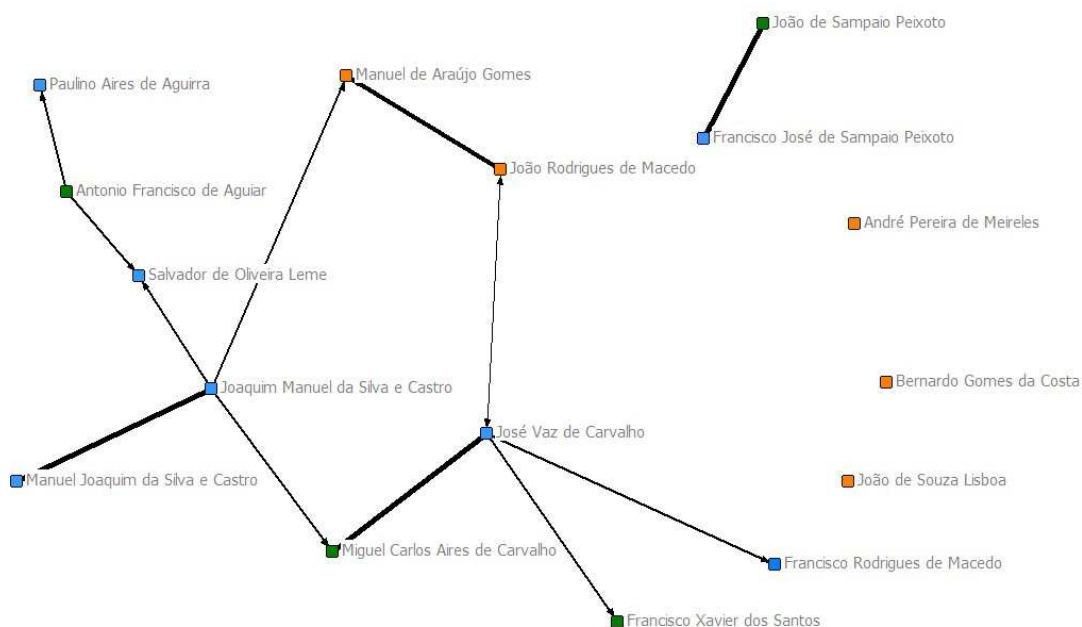 João de Sampaio Peixoto
Manuel de Araújo Gomes
Paulino Aires de Aguirra
Francisco José de Sampaio Peixoto
João Rodrigues de Macedo
Antonio Francisco de Aguiar
André Pereira de Meireles
Salvador de Oliveira Leme
Bernardo Gomes da Costa
Joaquim Manuel da Silva e Castro
José Vaz de Carvalho
Manuel Joaquim da Silva e Castro
João de Souza Lisboa
Miguel Carlos Aires de Carvalho
Francisco Rodrigues de Macedo
Francisco Xavier dos Santos